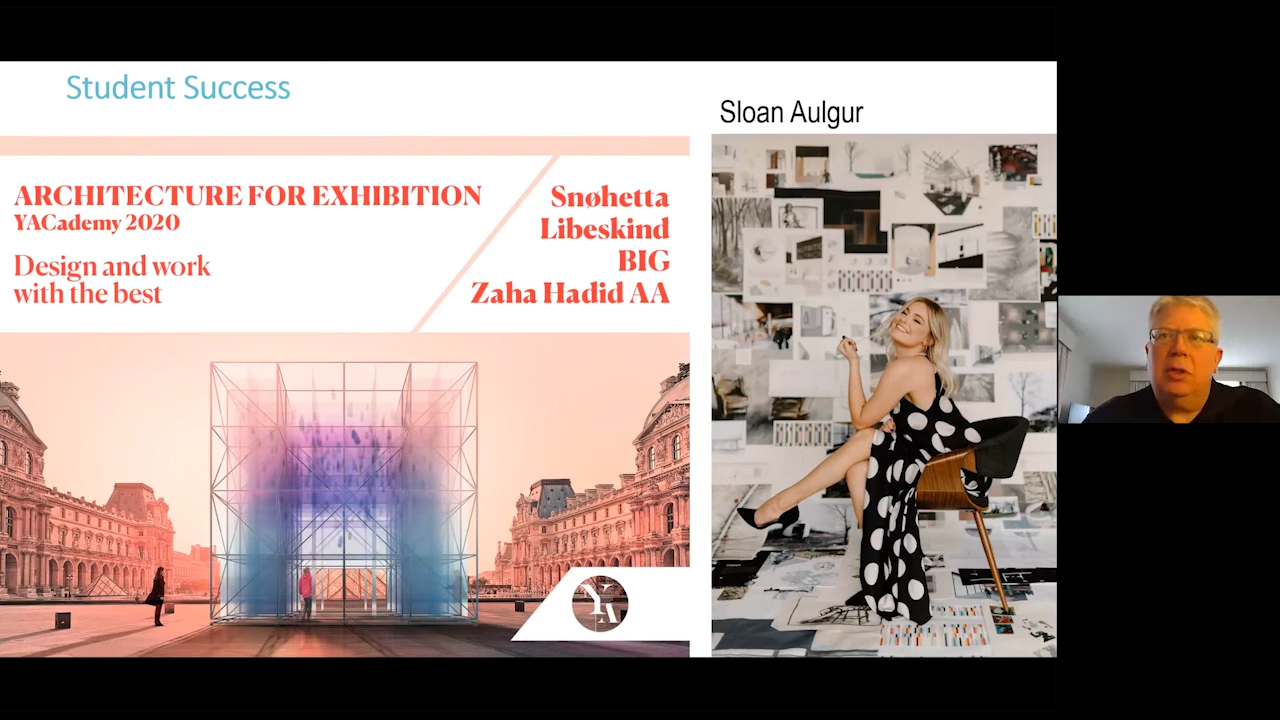 Student Success
Sloan Aulgur
ARCHITECTURE FOR EXHIBITION
YACademy 2020
Design and work
with the best
Snøhetta
Libeskind
BIG
Zaha Hadid AA
YA